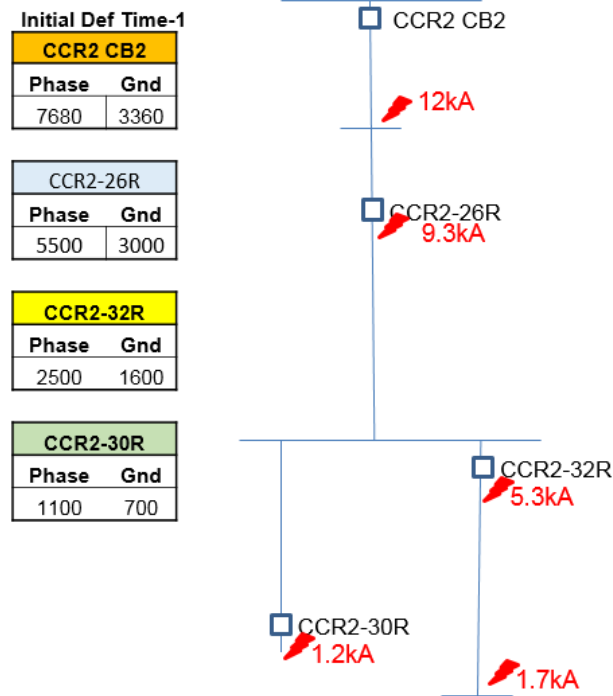 Initial Def Time-1
CCR2 CB2
Phase Gnd
7680 3360
CCR2-26R
Phase Gnd
5500 3000
CCR2-32R
Phase Gnd
2500 1600
CCR2-30R
Phase Gnd
1100 700
CCR2 CB2
12kA
CCR2-26R
9.3kA
CCR2-32R
5.3kA
CCR2-30R
1.2kA
1.7kA